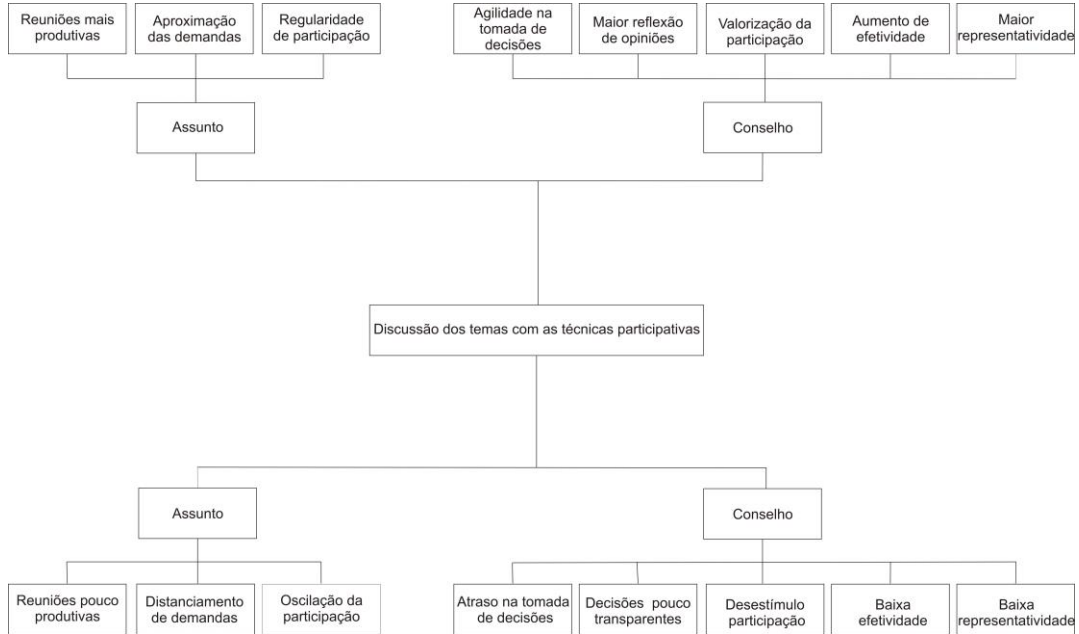 Reuniões mais
produtivas
Aproximação
das demandas
Regularidade
de participação
Agilidade na
tomada de
decisões
Maior reflexão
de opiniões
Valorização da
participação
Aumento de
efetividade
Maior
representatividade
Assunto
Conselho
Discussão dos temas com as técnicas participativas
Assunto
Conselho
Reuniões pouco
produtivas
Distanciamento
de demandas
Oscilação da
participação
Atraso na tomada
de decisões
Decisões pouco
transparentes
Desestímulo
participação
Baixa
efetividade
Baixa
representatividade